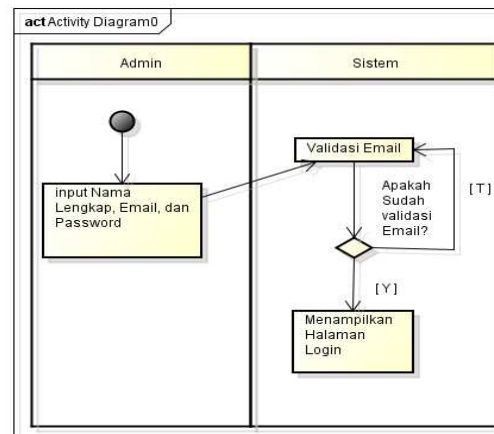 act Activity Diagram0
Admin
Sistem
input Nama
Lengkap, Email, dan
Password
Validasi Email
Apakah
Sudah
validasi
Email?
[ T ]
[ Y ]
Menampilkan
Halaman
Login